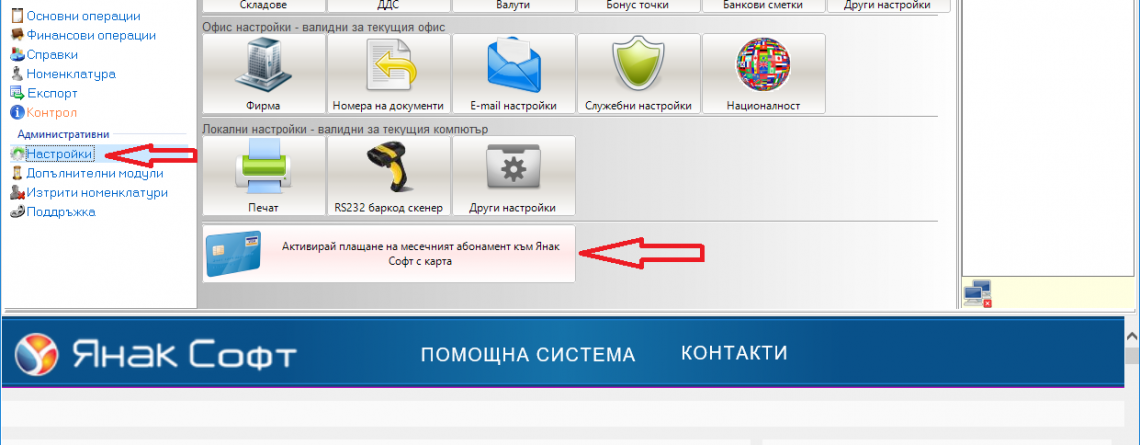 Складове ДДС Валути Бонус точки Банкови сметки Други настройки
Основни операции
Финансови операции
Справки
Номенклатура
Експорт
Контрол
Административни
Настройки
Допълнителни модули
Изтрити номенклатури
Поддръжка
Офис настройки - валидни за текущия офис
Фирма Номера на документи E-mail настройки Служебни настройки Националност
Локални настройки - валидни за текущия компютър
Печат RS232 баркод скенер Други настройки
Активирай плащане на месечният абонамент към Янак
Софт с карта
Янак Софт ПОМОЩНА СИСТЕМА КОНТАКТИ